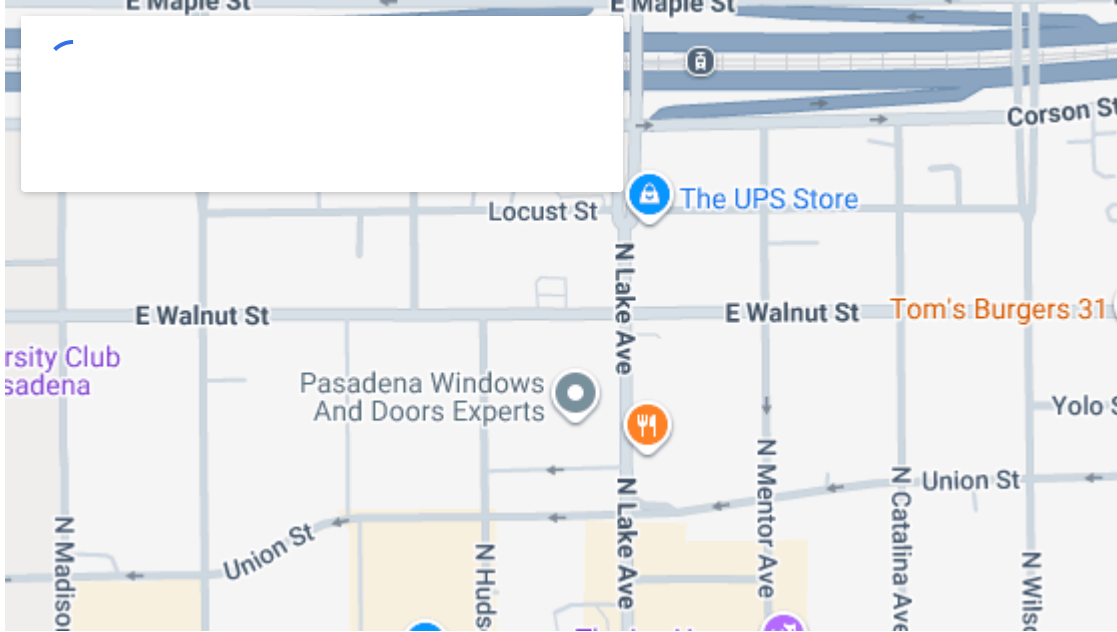 E Maple St
E Maple St
Corson St
The UPS Store
Locust St
N Lake Ave
E Walnut St
E Walnut St
Tom's Burgers 31
rsity Club
sadena
Pasadena Windows
And Doors Experts
Yolo S
N Mentor Ave
N Catalina Ave
Union St
N Lake Ave
N Madison
Union St
N Huds
N Wilso